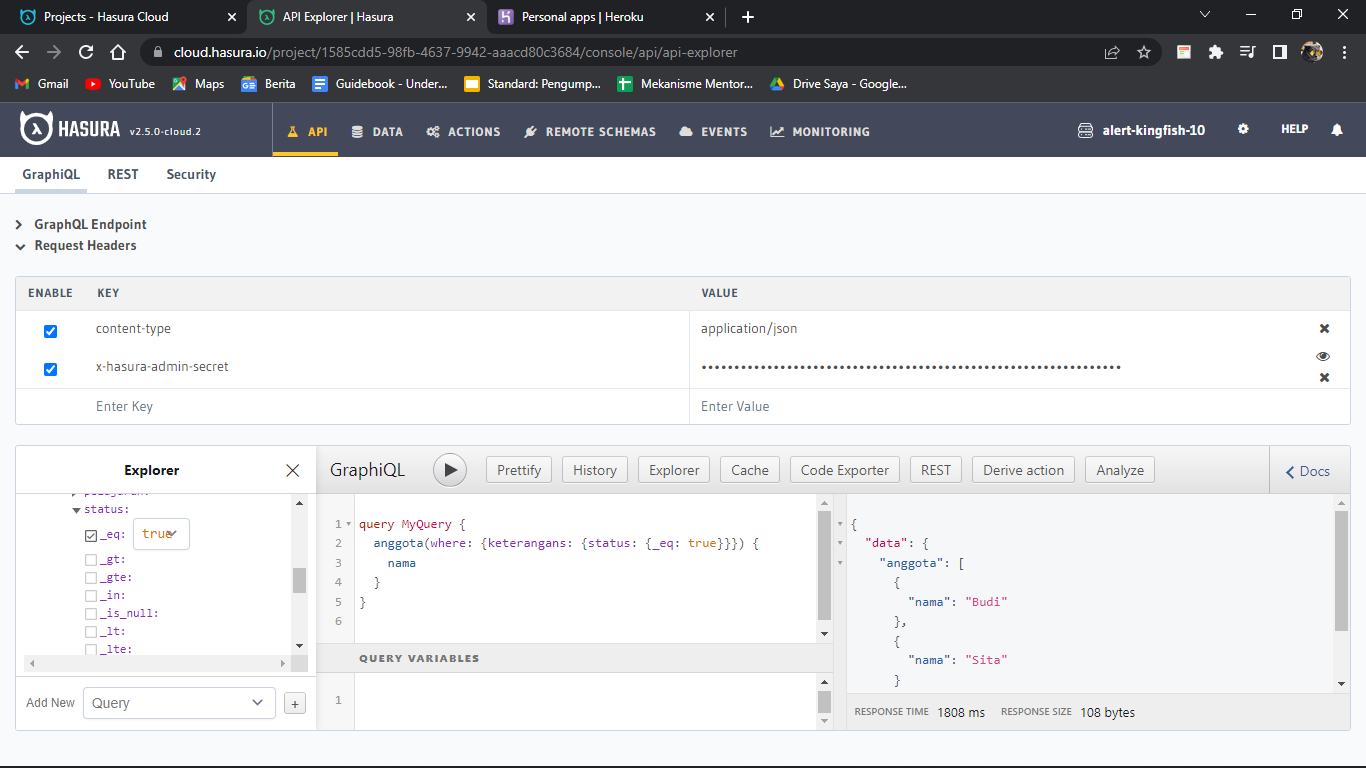 Projects - Hasura Cloud
API Explorer | Hasura
Personal apps | Heroku
cloud.hasura.io/project/1585cdd5-98fb-4637-9942-aaacd80c3684/console/api/api-explorer
Gmail YouTube Maps Berita Guidebook - Under... Standard: Pengump... Mekanisme Mentor... Drive Saya - Google...
HASURA v2.5.0-cloud.2 API DATA ACTIONS REMOTE SCHEMAS EVENTS MONITORING alert-kingfish-10 HELP
GraphiQL REST Security
GraphQL Endpoint
Request Headers
ENABLE KEY VALUE
content-type application/json
x-hasura-admin-secret ••••••••••••••••••••••••••••••••••••••••••••••••••••••••••••••••
Enter Key Enter Value
Explorer
status:
_eq: true
_gt:
_gte:
_in:
_is_null:
_lt:
_lte:
Add New Query +
GraphiQL Prettify History Explorer Cache Code Exporter REST Derive action Analyze Docs
1 query MyQuery {
2 anggota(where: {keterangans: {status: {_eq: true}}}) {
3 nama
4 }
5 }
6
QUERY VARIABLES
1
{
"data": {
"anggota": [
{
"nama": "Budi"
},
{
"nama": "Sita"
}
RESPONSE TIME 1808 ms RESPONSE SIZE 108 bytes